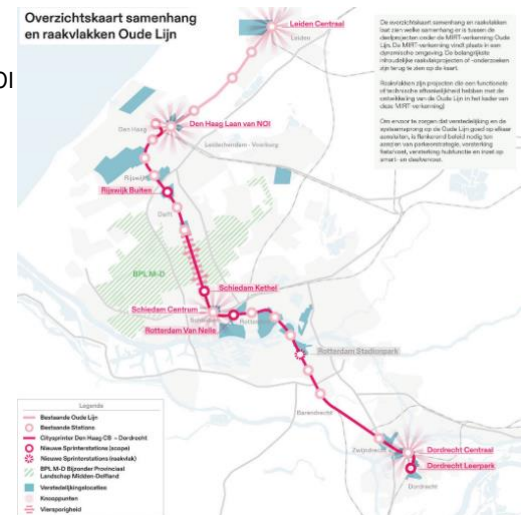 Overzichtskaart samenhang
en raakvlakken Oude Lijn
De overzichtskaart samenhang en raakvlakken
laat zien welke samenhang er is tussen de
deelprojecten onder de MIRT-verkenning Oude
Lijn. De MIRT-verkenning vindt plaats in een
dynamische omgeving. De belangrijkste
inhoudelijke raakvlakprojecten of -onderzoeken
zijn terug te zien op de kaart.
Raakvlakken zijn projecten die een functionele
of technische afhankelijkheid hebben met de
ontwikkeling van de Oude Lijn in het kader van
deze MIRT-verkenning)
Om ervoor te zorgen dat verstedelijking en de
systeemsprong op de Oude Lijn goed op elkaar
aansluiten, is flankerend beleid nodig ten
aanzien van parkeerstrategie, versterking
fietsinzet, versterking hubfunctie en inzet op
smart- en deelvervoer.
OI
Leiden Centraal
Leiden
Den Haag Laan van NOI
Den Haag
Leidschendam - Voorburg
Rijswijk
Rijswijk Buiten
Delft
BPL M-D
Schiedam Kethel
Schiedam Centrum
Schiedam
Rotterdam
Rotterdam Van Nelle
Rotterdam Stadionpark
Barendrecht
Zwijndrecht
Dordrecht Centraal
Dordrecht Leerpark
Dordrecht
Legenda
Bestaande Oude Lijn
Bestaande Stations
Citysprinter Den Haag CS - Dordrecht
Nieuwe Sprinterstations (scope)
Nieuwe Sprinterstations (raakvlak)
BPL M-D Bijzonder Provinciaal
Landschap Midden-Delfland
Verstedelijkingslocaties
Knooppunten
Viersporigheid